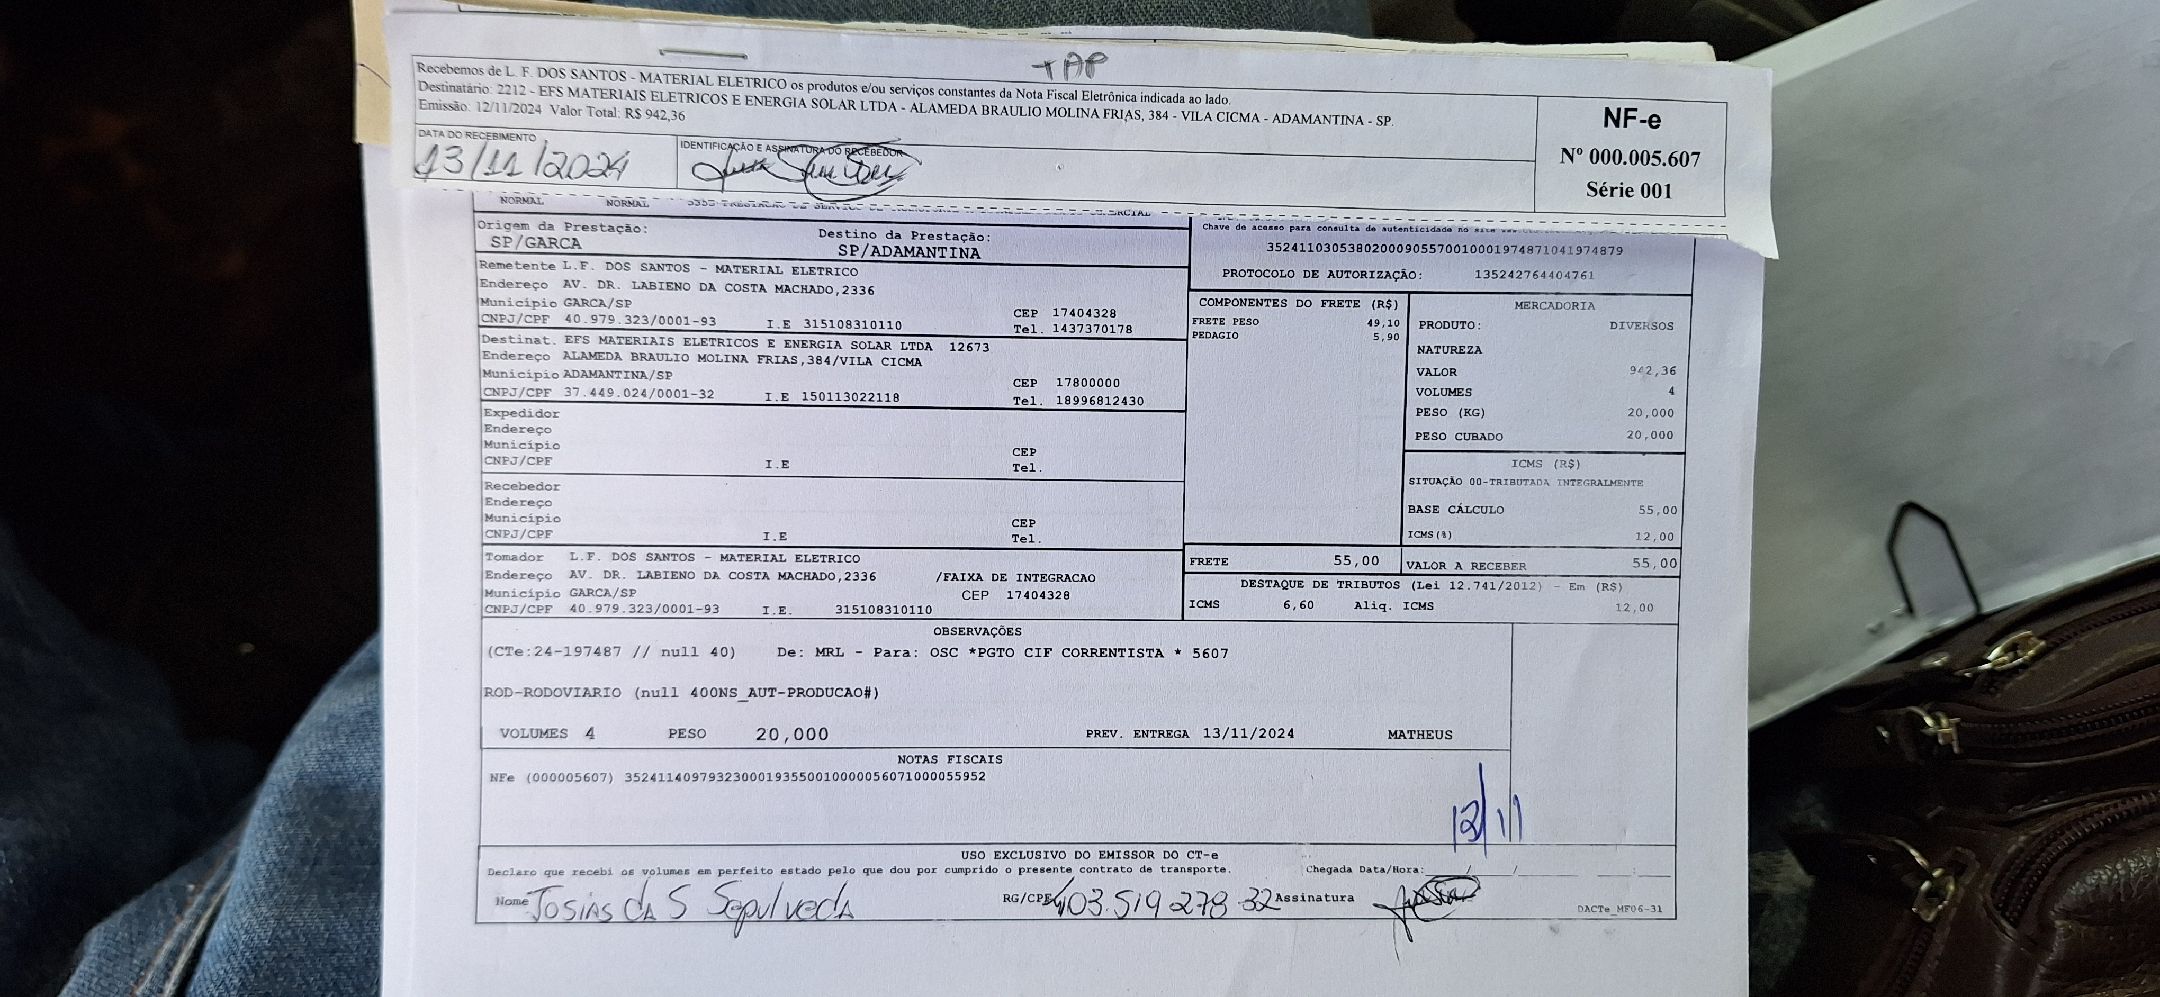 TAP
Recebemos de L. F. DOS SANTOS - MATERIAL ELETRICO os produtos e/ou serviços constantes da Nota Fiscal Eletrônica indicada ao lado.
Destinatário: 2212 - EFS MATERIAIS ELETRICOS E ENERGIA SOLAR LTDA - ALAMEDA BRAULIO MOLINA FRIAS, 384 - VILA CICMA - ADAMANTINA - SP.
Emissão: 12/11/2024 Valor Total: R$ 942,36
DATA DO RECEBIMENTO
13/11/2024
IDENTIFICAÇÃO E ASSINATURA DO RECEBEDOR
NF-e
Nº 000.005.607
Série 001
NORMAL NORMAL
Origem da Prestação:
SP/GARCA
Destino da Prestação:
SP/ADAMANTINA
Chave de acesso para consulta de autenticidade no site
35241103053802000905570010001974871041974879
PROTOCOLO DE AUTORIZAÇÃO: 135242764404761
Remetente L.F. DOS SANTOS - MATERIAL ELETRICO
Endereço AV. DR. LABIENO DA COSTA MACHADO,2336
Município GARCA/SP CEP 17404328
CNPJ/CPF 40.979.323/0001-93 I.E 315108310110 Tel. 1437370178
Destinat. EFS MATERIAIS ELETRICOS E ENERGIA SOLAR LTDA 12673
Endereço ALAMEDA BRAULIO MOLINA FRIAS,384/VILA CICMA
Município ADAMANTINA/SP CEP 17800000
CNPJ/CPF 37.449.024/0001-32 I.E 150113022118 Tel. 18996812430
Expedidor
Endereço
Município CEP
CNPJ/CPF I.E Tel.
Recebedor
Endereço
Município CEP
CNPJ/CPF I.E Tel.
Tomador L.F. DOS SANTOS - MATERIAL ELETRICO
Endereço AV. DR. LABIENO DA COSTA MACHADO,2336 /FAIXA DE INTEGRACAO
Município GARCA/SP CEP 17404328
CNPJ/CPF 40.979.323/0001-93 I.E. 315108310110
COMPONENTES DO FRETE (R$)
FRETE PESO 49,10
PEDAGIO 5,90
MERCADORIA
PRODUTO: DIVERSOS
NATUREZA
VALOR 942,36
VOLUMES 4
PESO (KG) 20,000
PESO CUBADO 20,000
ICMS (R$)
SITUAÇÃO 00-TRIBUTADA INTEGRALMENTE
BASE CÁLCULO 55,00
ICMS(%) 12,00
FRETE 55,00
VALOR A RECEBER 55,00
DESTAQUE DE TRIBUTOS (Lei 12.741/2012) - Em (R$)
ICMS 6,60 Aliq. ICMS 12,00
OBSERVAÇÕES
(CTe:24-197487 // null 40) De: MRL - Para: OSC *PGTO CIF CORRENTISTA * 5607
ROD-RODOVIARIO (null 400NS_AUT-PRODUCAO#)
VOLUMES 4 PESO 20,000 PREV. ENTREGA 13/11/2024 MATHEUS
NOTAS FISCAIS
NFe (000005607) 35241140979323000193550010000056071000055952
12/11
USO EXCLUSIVO DO EMISSOR DO CT-e
Declaro que recebi os volumes em perfeito estado pelo que dou por cumprido o presente contrato de transporte.
Chegada Data/Hora: / /  :
Nome Josias da S Sepulveda RG/CPF 403.519 278 32 Assinatura
DACTe_MF06-31